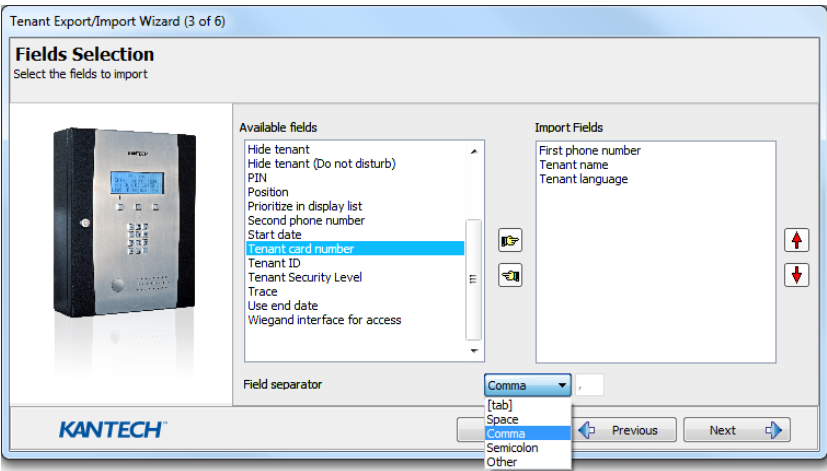 Tenant Export/Import Wizard (3 of 6)
Fields Selection
Select the fields to import
Available fields
Hide tenant
Hide tenant (Do not disturb)
PIN
Position
Prioritize in display list
Second phone number
Start date
Tenant card number
Tenant ID
Tenant Security Level
Trace
Use end date
Wiegand interface for access
Import Fields
First phone number
Tenant name
Tenant language
KANTECH
Field separator
Comma
,
[tab]
Space
Comma
Semicolon
Other
KANTECH
Previous
Next